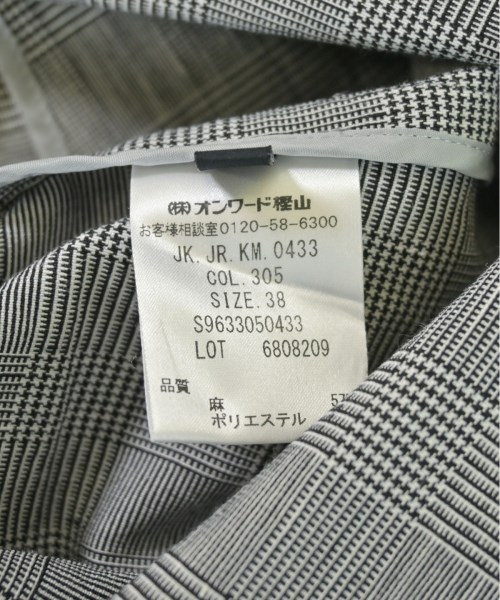 (株)オンワード樫山
お客様相談室0120-58-6300
JK.JR.KM.0433
COL.305
SIZE.38
S9633050433
LOT 6808209
品質
麻 57
ポリエステル